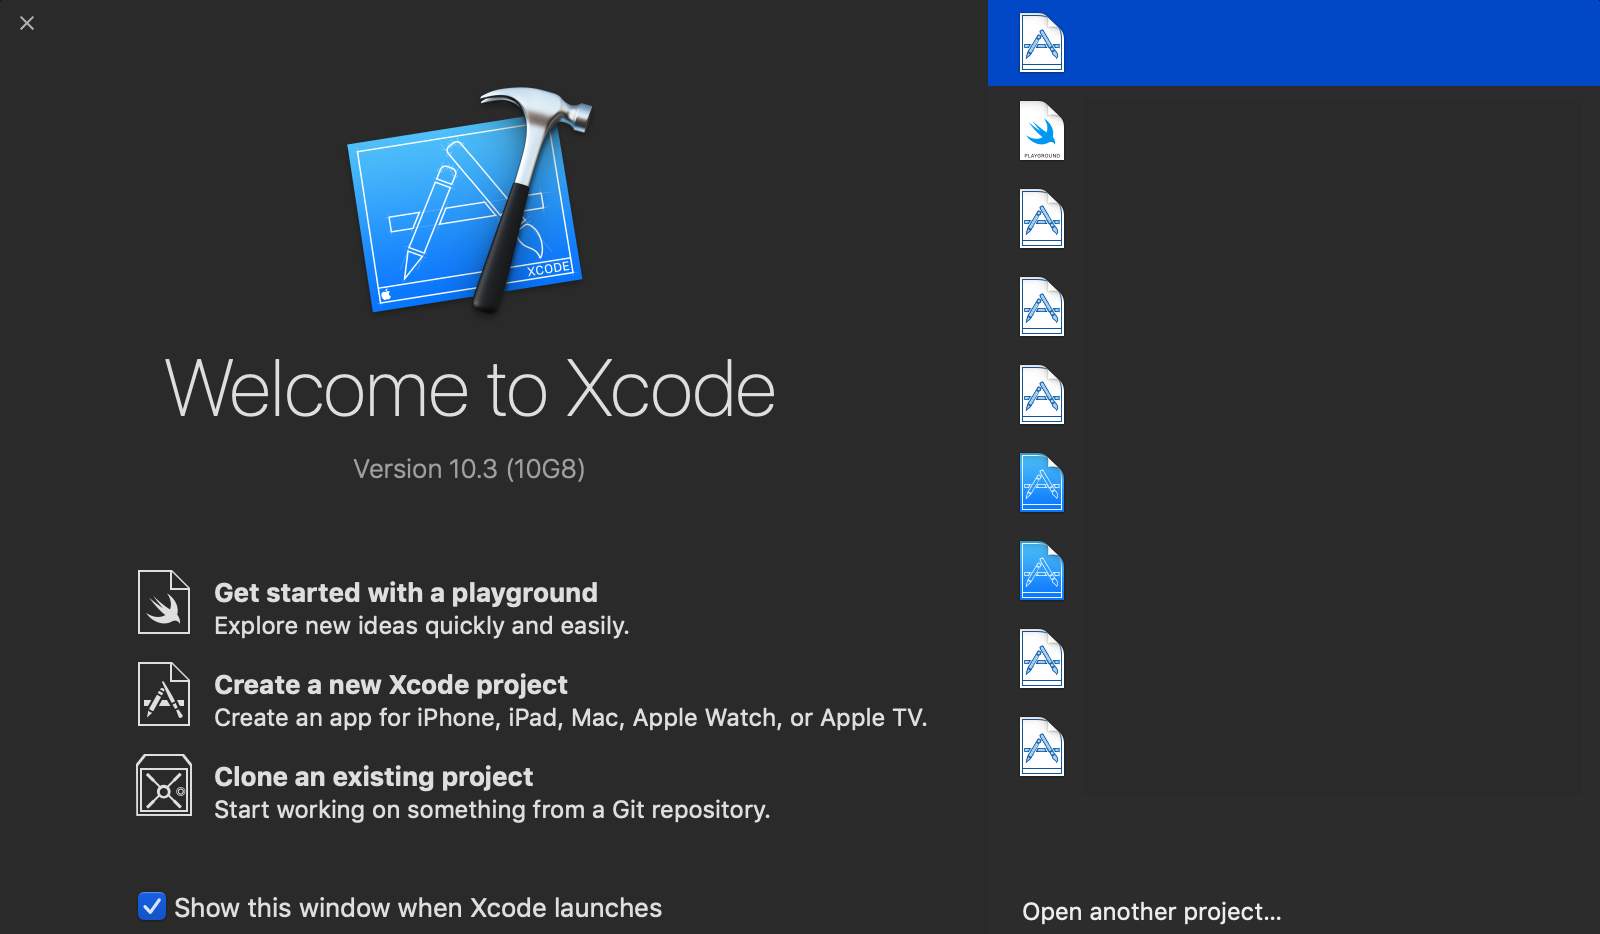 XCODE
Welcome to Xcode
Version 10.3 (10G8)
Get started with a playground
Explore new ideas quickly and easily.
Create a new Xcode project
Create an app for iPhone, iPad, Mac, Apple Watch, or Apple TV.
Clone an existing project
Start working on something from a Git repository.
Show this window when Xcode launches
PLAYGROUND
Open another project...